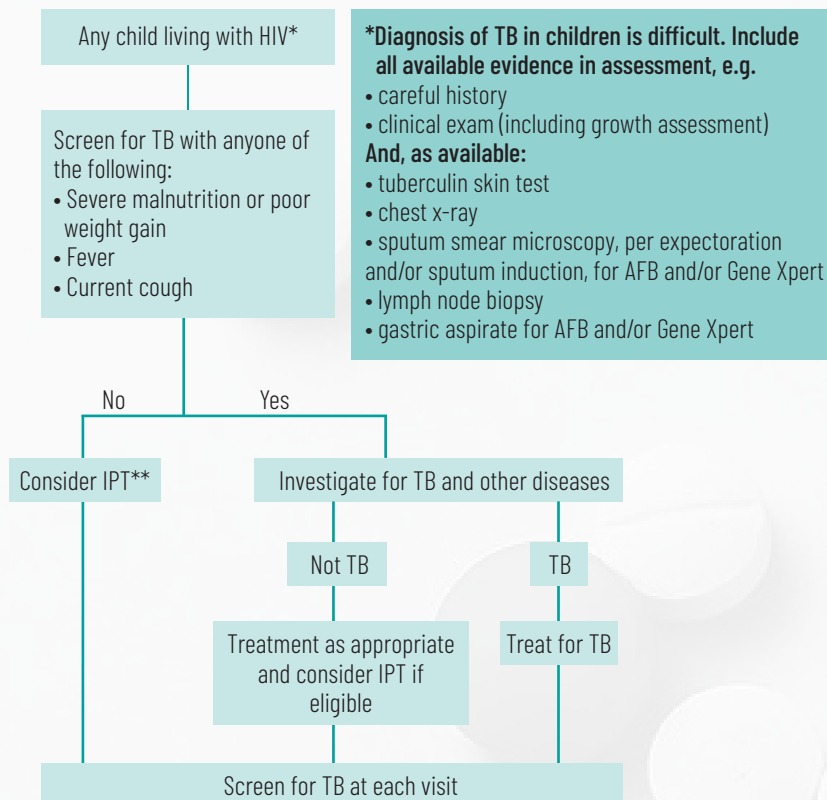 Any child living with HIV*
*Diagnosis of TB in children is difficult. Include
all available evidence in assessment, e.g.
• careful history
• clinical exam (including growth assessment)
And, as available:
• tuberculin skin test
• chest x-ray
• sputum smear microscopy, per expectoration
and/or sputum induction, for AFB and/or Gene Xpert
• lymph node biopsy
• gastric aspirate for AFB and/or Gene Xpert
Screen for TB with anyone of
the following:
• Severe malnutrition or poor
weight gain
• Fever
• Current cough
No
Yes
Consider IPT**
Investigate for TB and other diseases
Not TB
TB
Treatment as appropriate
and consider IPT if
eligible
Treat for TB
Screen for TB at each visit